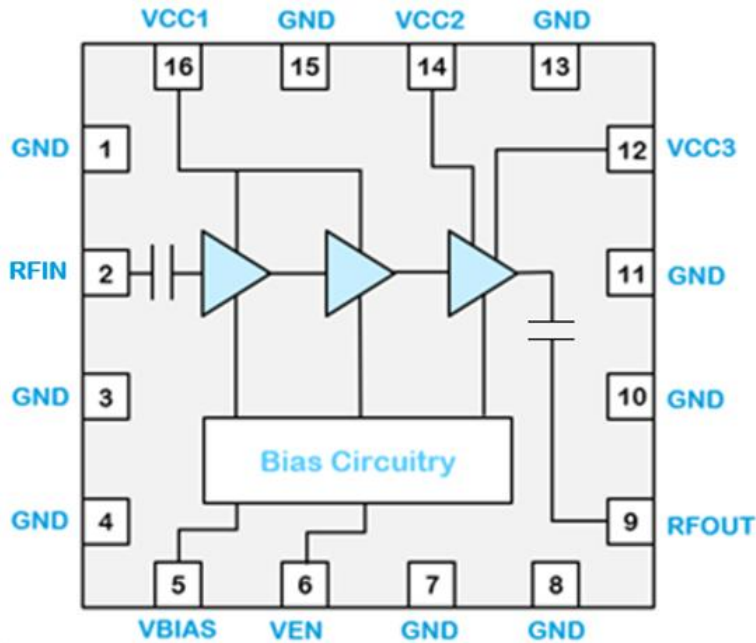 VCC1 GND VCC2 GND
16 15 14 13
GND 1 12 VCC3
RFIN 2 11 GND
GND 3 10 GND
Bias Circuitry
GND 4 9 RFOUT
5 6 7 8
VBIAS VEN GND GND